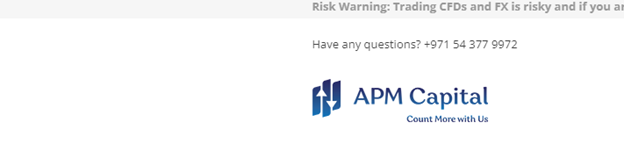 Risk Warning: Trading CFDs and FX is risky and if you
Have any questions? +971 54 377 9972
APM Capital
Count More with Us